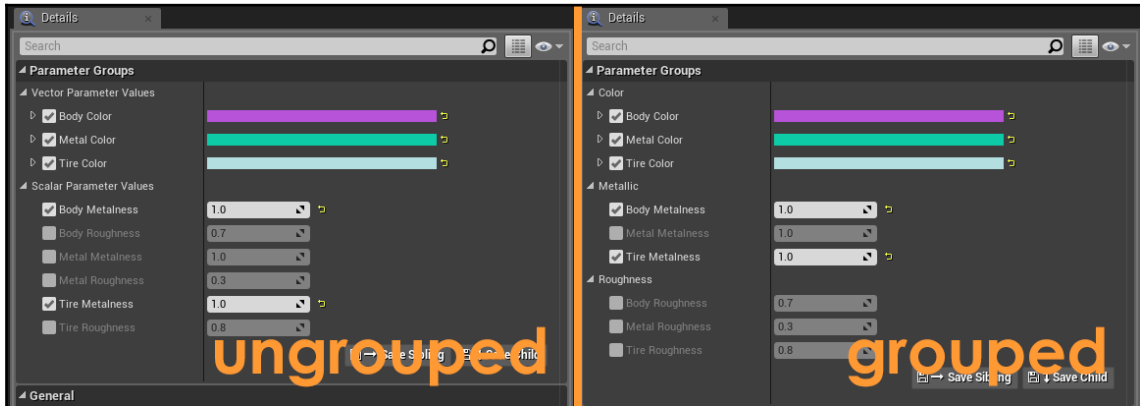 Details
Search
Parameter Groups
Vector Parameter Values
Body Color
Metal Color
Tire Color
Scalar Parameter Values
Body Metalness 1.0
Body Roughness 0.7
Metal Metalness 1.0
Metal Roughness 0.3
Tire Metalness 1.0
Tire Roughness 0.8
Save Sibling Save Child
ungrouped
General
Details
Search
Parameter Groups
Color
Body Color
Metal Color
Tire Color
Metallic
Body Metalness 1.0
Metal Metalness 1.0
Tire Metalness 1.0
Roughness
Body Roughness 0.7
Metal Roughness 0.3
Tire Roughness 0.8
grouped
Save Sibling Save Child